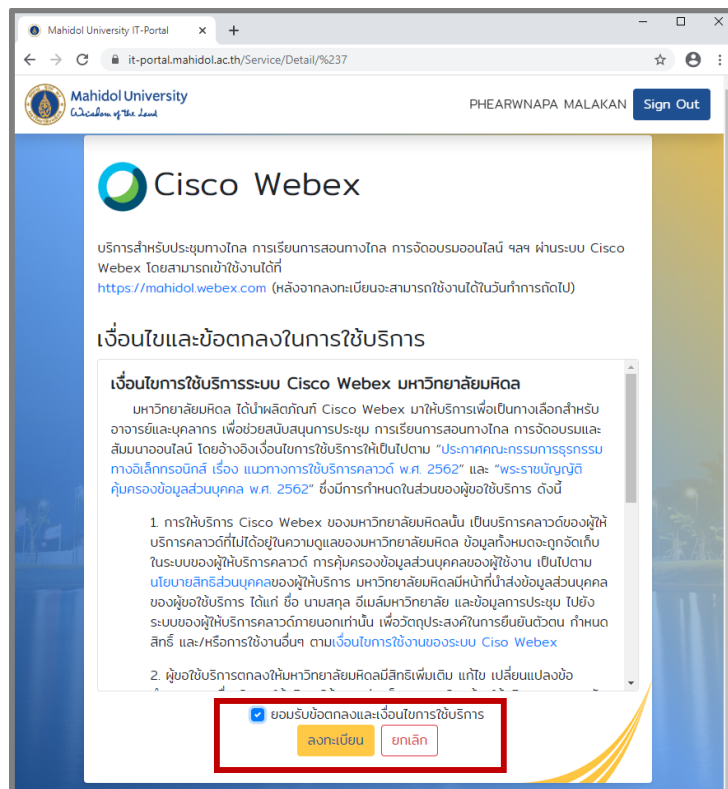 Mahidol University IT-Portal
it-portal.mahidol.ac.th/Service/Detail/%237
Mahidol University
Wisdom of the Land
PHEARWNAPA MALAKAN
Sign Out
Cisco Webex
บริการสำหรับประชุมทางไกล การเรียนการสอนทางไกล การจัดอบรมออนไลน์ ฯลฯ ผ่านระบบ Cisco
Webex โดยสามารถเข้าใช้งานได้ที่
https://mahidol.webex.com (หลังจากลงทะเบียนจะสามารถใช้งานได้ในวันทำการถัดไป)
เงื่อนไขและข้อตกลงในการใช้บริการ
เงื่อนไขการใช้บริการระบบ Cisco Webex มหาวิทยาลัยมหิดล
มหาวิทยาลัยมหิดล ได้นำผลิตภัณฑ์ Cisco Webex มาให้บริการเพื่อเป็นทางเลือกสำหรับ
อาจารย์และบุคลากร เพื่อช่วยสนับสนุนการประชุม การเรียนการสอนทางไกล การจัดอบรมและ
สัมมนาออนไลน์ โดยอ้างอิงเงื่อนไขการใช้บริการให้เป็นไปตาม “ประกาศคณะกรรมการธุรกรรม
ทางอิเล็กทรอนิกส์ เรื่อง แนวทางการใช้บริการคลาวด์ พ.ศ. 2562” และ “พระราชบัญญัติ
คุ้มครองข้อมูลส่วนบุคคล พ.ศ. 2562” ซึ่งมีการกำหนดในส่วนของผู้ขอใช้บริการ ดังนี้
1. การให้บริการ Cisco Webex ของมหาวิทยาลัยมหิดลนั้น เป็นบริการคลาวด์ของผู้ให้
บริการคลาวด์ที่ไม่ได้อยู่ในความดูแลของมหาวิทยาลัยมหิดล ข้อมูลทั้งหมดจะถูกจัดเก็บ
ในระบบของผู้ให้บริการคลาวด์ การคุ้มครองข้อมูลส่วนบุคคลของผู้ใช้งาน เป็นไปตาม
นโยบายสิทธิส่วนบุคคลของผู้ให้บริการ มหาวิทยาลัยมหิดลมีหน้าที่นำส่งข้อมูลส่วนบุคคล
ของผู้ขอใช้บริการ ได้แก่ ชื่อ นามสกุล อีเมล์มหาวิทยาลัย และข้อมูลการประชุม ไปยัง
ระบบของผู้ให้บริการคลาวด์ภายนอกเท่านั้น เพื่อวัตถุประสงค์ในการยืนยันตัวตน กำหนด
สิทธิ์ และ/หรือการใช้งานอื่นๆ ตามเงื่อนไขการใช้งานของระบบ Ciso Webex
2. ผู้ขอใช้บริการตกลงให้มหาวิทยาลัยมหิดลมีสิทธิเพิ่มเติม แก้ไข เปลี่ยนแปลงข้อ
ยอมรับข้อตกลงและเงื่อนไขการใช้บริการ
ลงทะเบียน
ยกเลิก